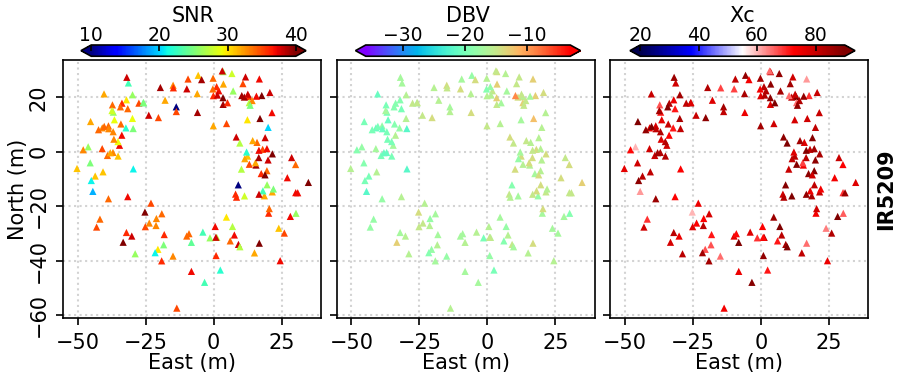 SNR DBV Xc
10 20 30 40 −30 −20 −10 20 40 60 80
20
0
−20
−40
−60
North (m)
IR5209
−50 −25 0 25 −50 −25 0 25 −50 −25 0 25
East (m) East (m) East (m)